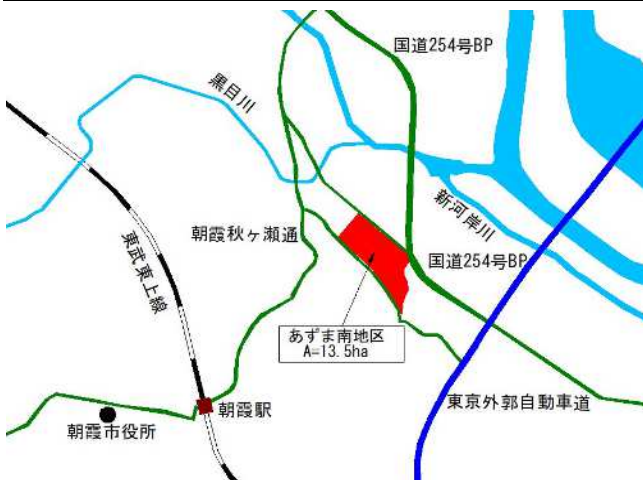 国道254号BP
黒目川
新河岸川
朝霞秋ヶ瀬通
東武東上線
国道254号BP
あずま南地区
A=13.5ha
東京外郭自動車道
朝霞駅
朝霞市役所